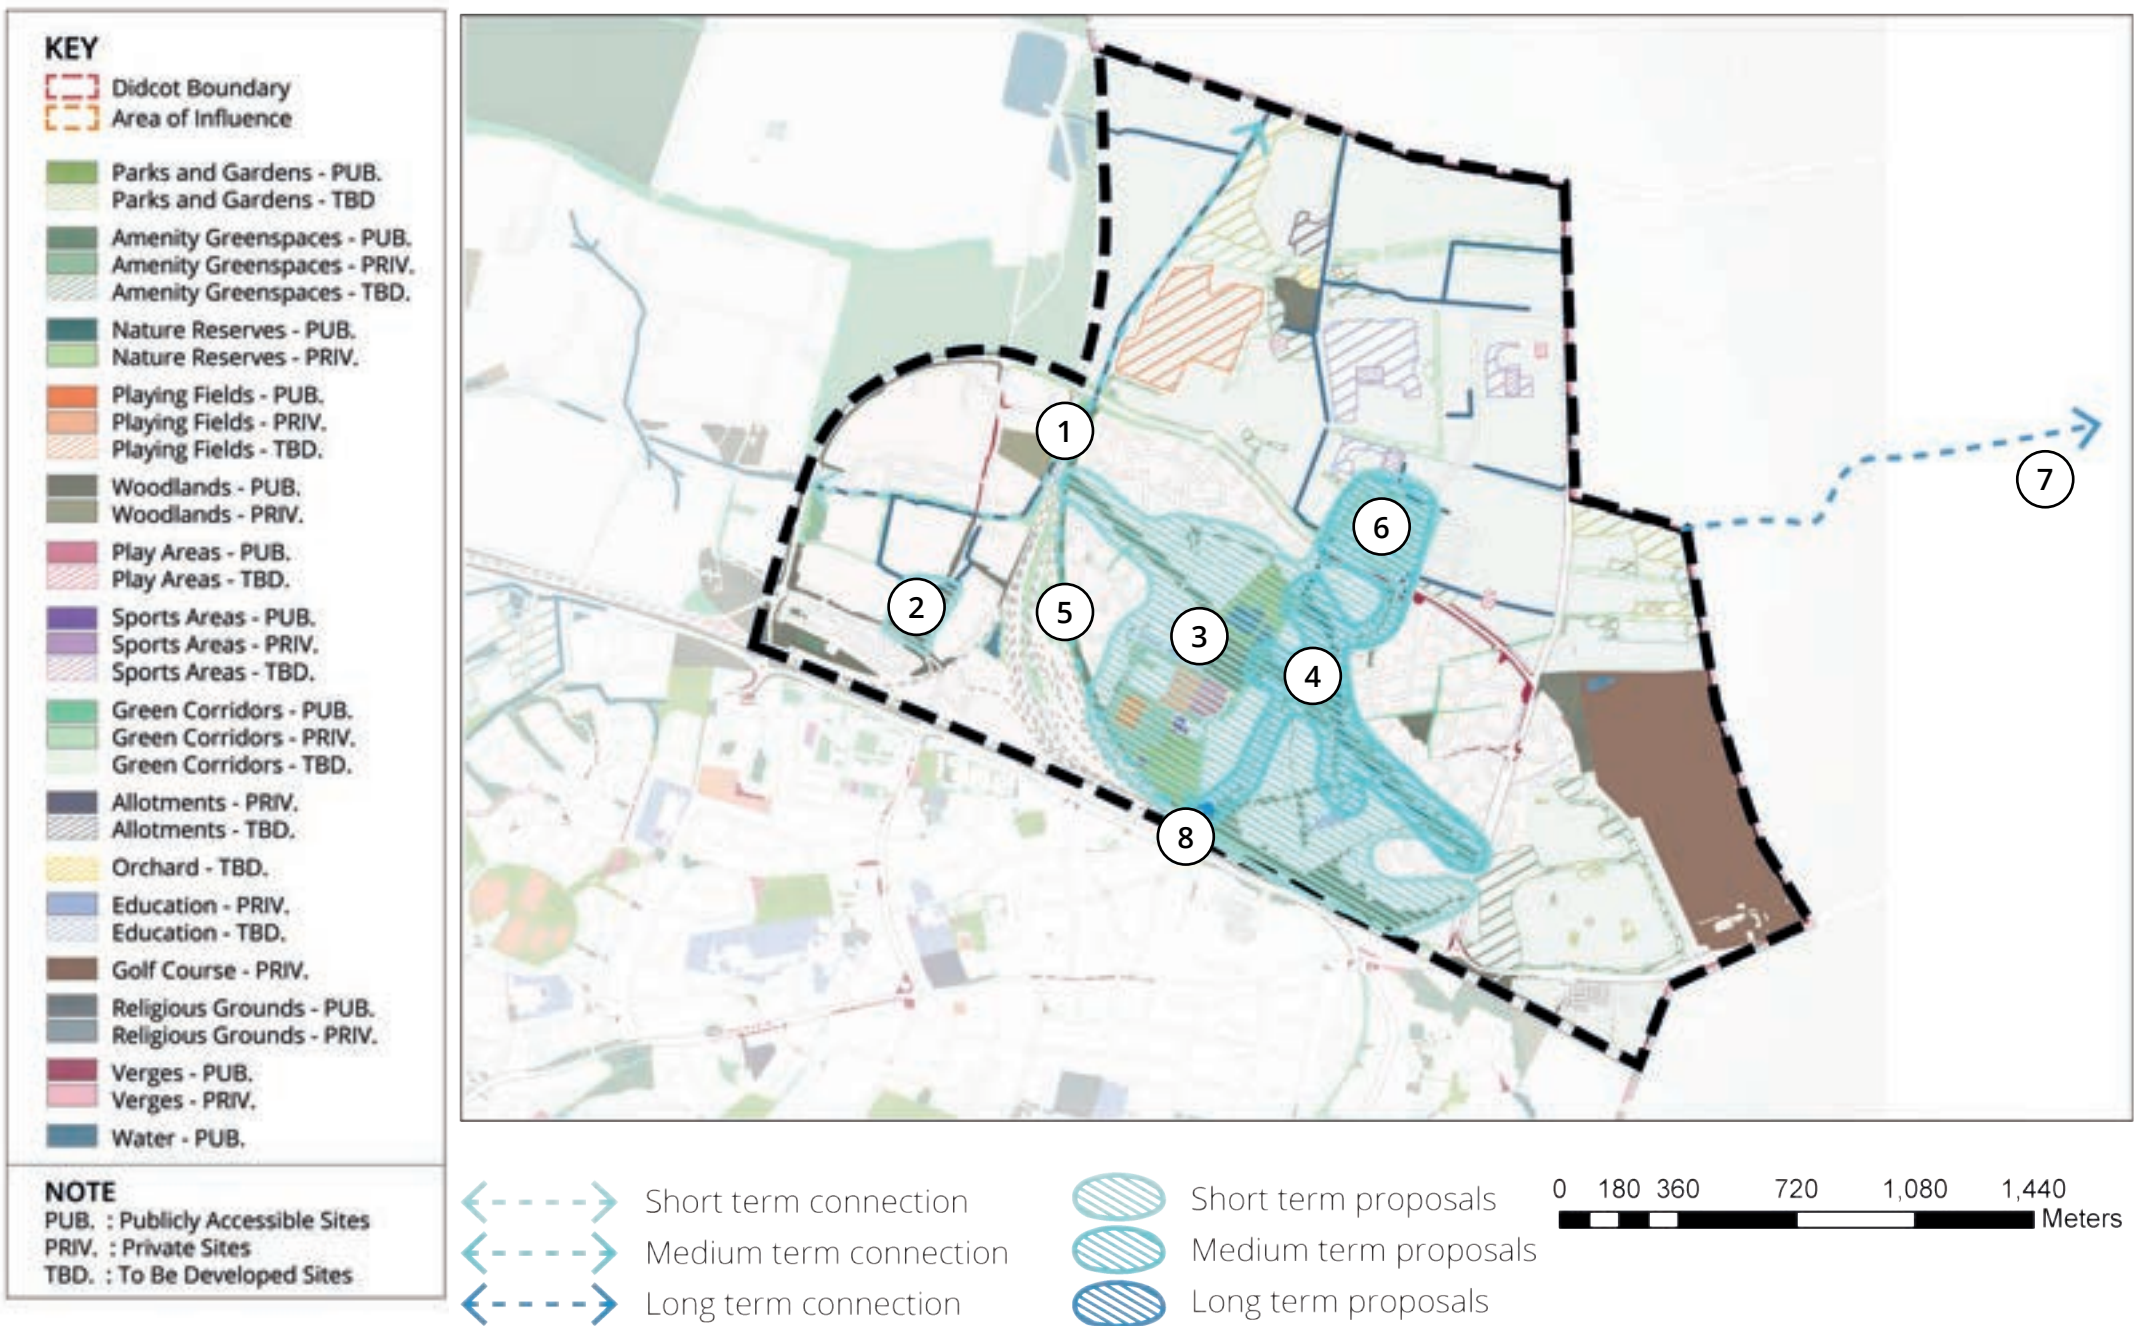 KEY
Didcot Boundary
Area of Influence
Parks and Gardens - PUB.
Parks and Gardens - TBD
Amenity Greenspaces - PUB.
Amenity Greenspaces - PRIV.
Amenity Greenspaces - TBD.
Nature Reserves - PUB.
Nature Reserves - PRIV.
Playing Fields - PUB.
Playing Fields - PRIV.
Playing Fields - TBD.
Woodlands - PUB.
Woodlands - PRIV.
Play Areas - PUB.
Play Areas - TBD.
Sports Areas - PUB.
Sports Areas - PRIV.
Sports Areas - TBD.
Green Corridors - PUB.
Green Corridors - PRIV.
Green Corridors - TBD.
Allotments - PRIV.
Allotments - TBD.
Orchard - TBD.
Education - PRIV.
Education - TBD.
Golf Course - PRIV.
Religious Grounds - PUB.
Religious Grounds - PRIV.
Verges - PUB.
Verges - PRIV.
Water - PUB.
NOTE
PUB. : Publicly Accessible Sites
PRIV. : Private Sites
TBD. : To Be Developed Sites
1
7
6
2
5
3
4
8
Short term connection
Medium term connection
Long term connection
Short term proposals
Medium term proposals
Long term proposals
0 180 360 720 1,080 1,440
Meters